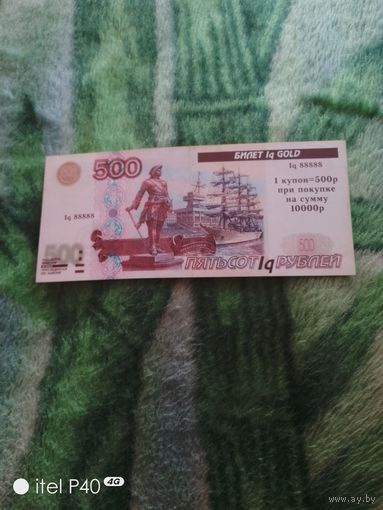 500
БИЛЕТ Iq GOLD
Iq 88888
1 купон=500р
при покупке
на сумму
10000р
Iq 88888
500
500
ПЯТЬСОТ Iq РУБЛЕЙ
itel P40 4G
www.ay.by